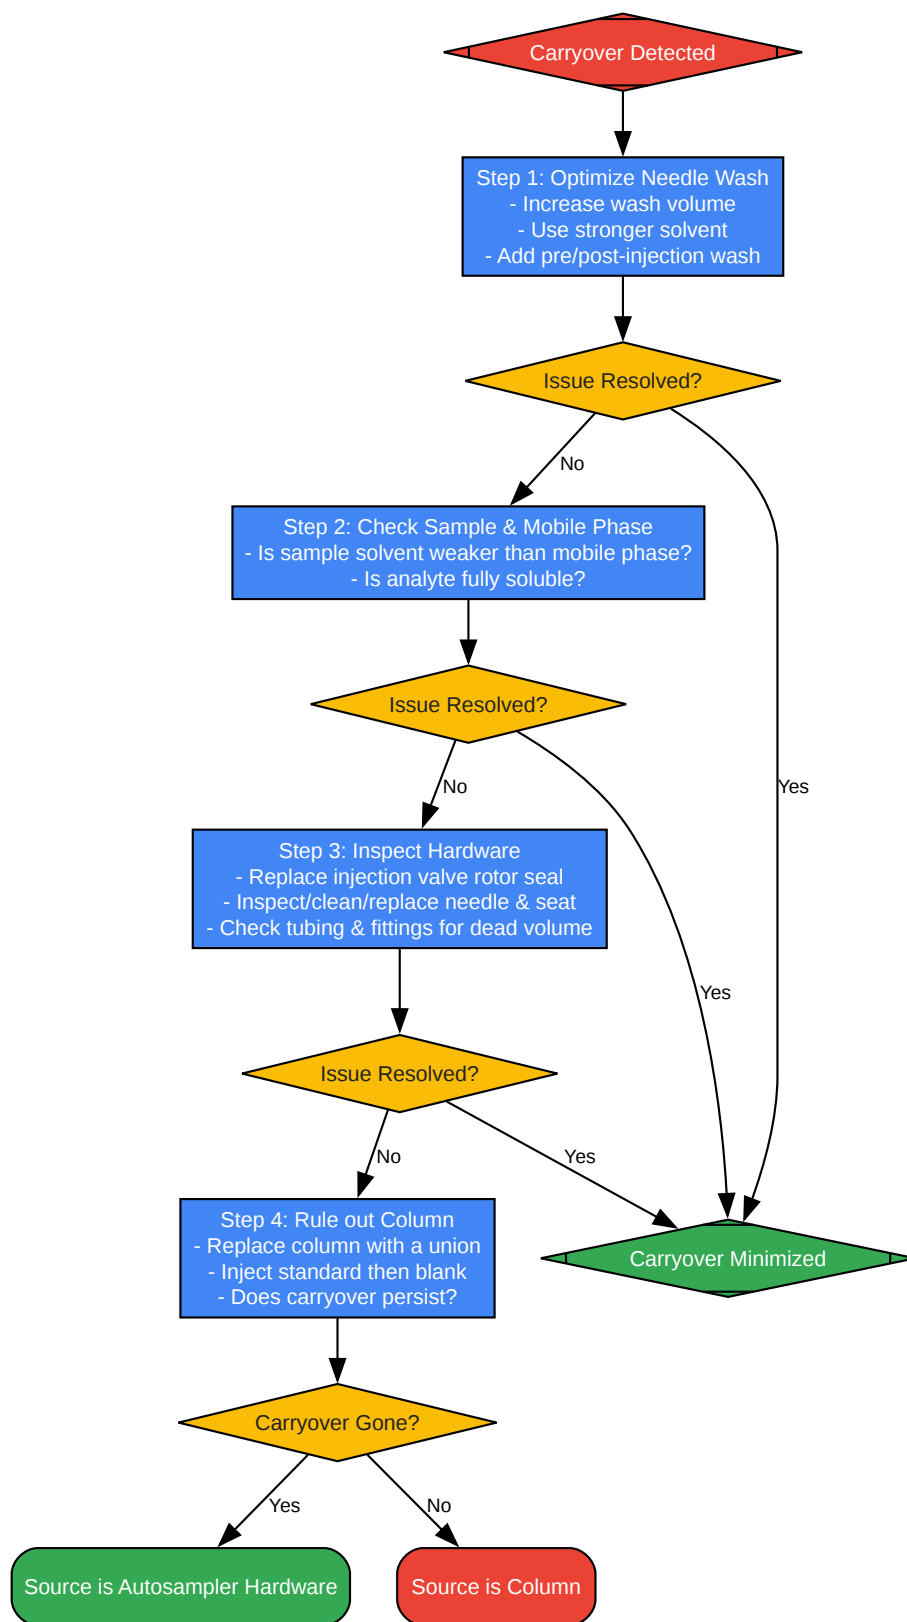 Carryover Detected
Step 1: Optimize Needle Wash
- Increase wash volume
- Use stronger solvent
- Add pre/post-injection wash
Issue Resolved?
No
Step 2: Check Sample & Mobile Phase
- Is sample solvent weaker than mobile phase?
- Is analyte fully soluble?
Issue Resolved?
No
Yes
Step 3: Inspect Hardware
- Replace injection valve rotor seal
- Inspect/clean/replace needle & seat
- Check tubing & fittings for dead volume
Yes
Issue Resolved?
No
Yes
Step 4: Rule out Column
- Replace column with a union
- Inject standard then blank
- Does carryover persist?
Carryover Minimized
Carryover Gone?
Yes
No
Source is Autosampler Hardware
Source is Column